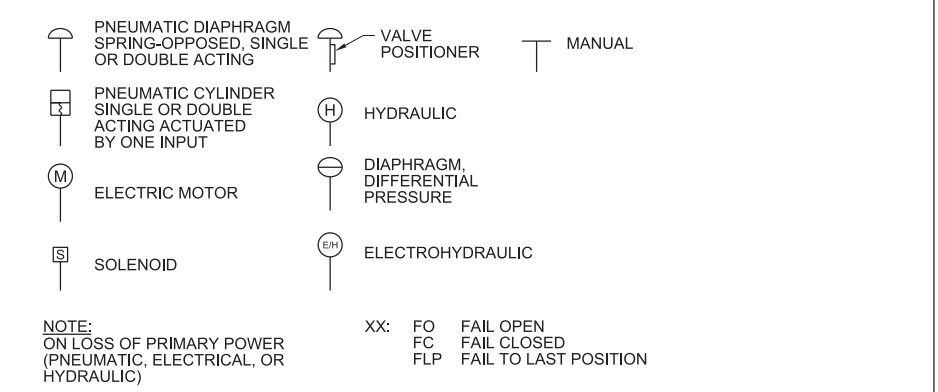 PNEUMATIC DIAPHRAGM
SPRING-OPPOSED, SINGLE
OR DOUBLE ACTING
VALVE
POSITIONER
MANUAL
PNEUMATIC CYLINDER
SINGLE OR DOUBLE
ACTING ACTUATED
BY ONE INPUT
H
HYDRAULIC
M
ELECTRIC MOTOR
DIAPHRAGM,
DIFFERENTIAL
PRESSURE
S
SOLENOID
E/H
ELECTROHYDRAULIC
NOTE:
ON LOSS OF PRIMARY POWER
(PNEUMATIC, ELECTRICAL, OR
HYDRAULIC)
XX: FO FAIL OPEN
FC FAIL CLOSED
FLP FAIL TO LAST POSITION